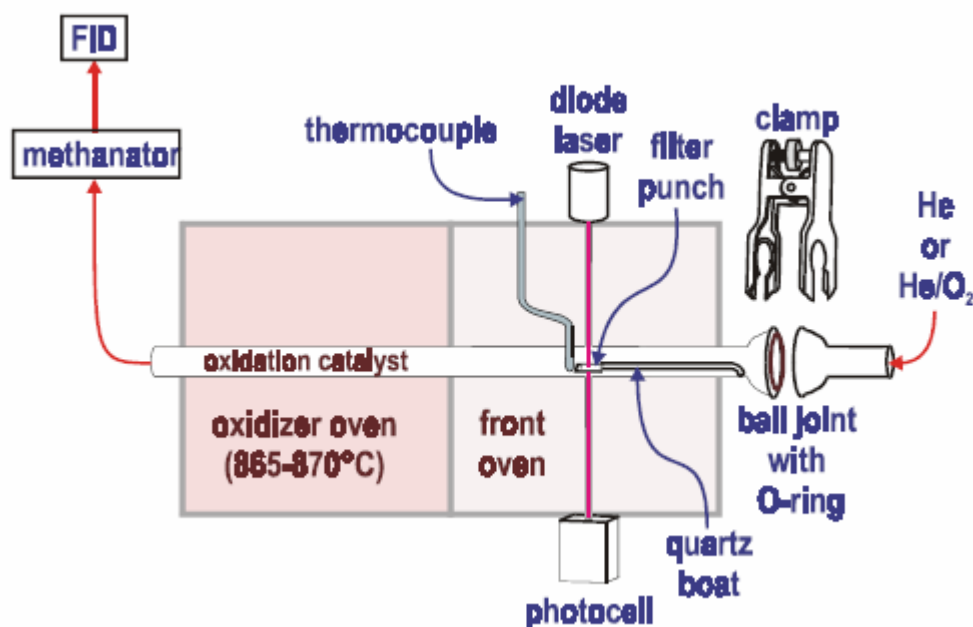 FID
methanator
thermocouple
diode
laser
filter
punch
clamp
He
or
He/O₂
oxidation catalyst
oxidizer oven
(865-870°C)
front
oven
ball joint
with
O-ring
quartz
boat
photocell